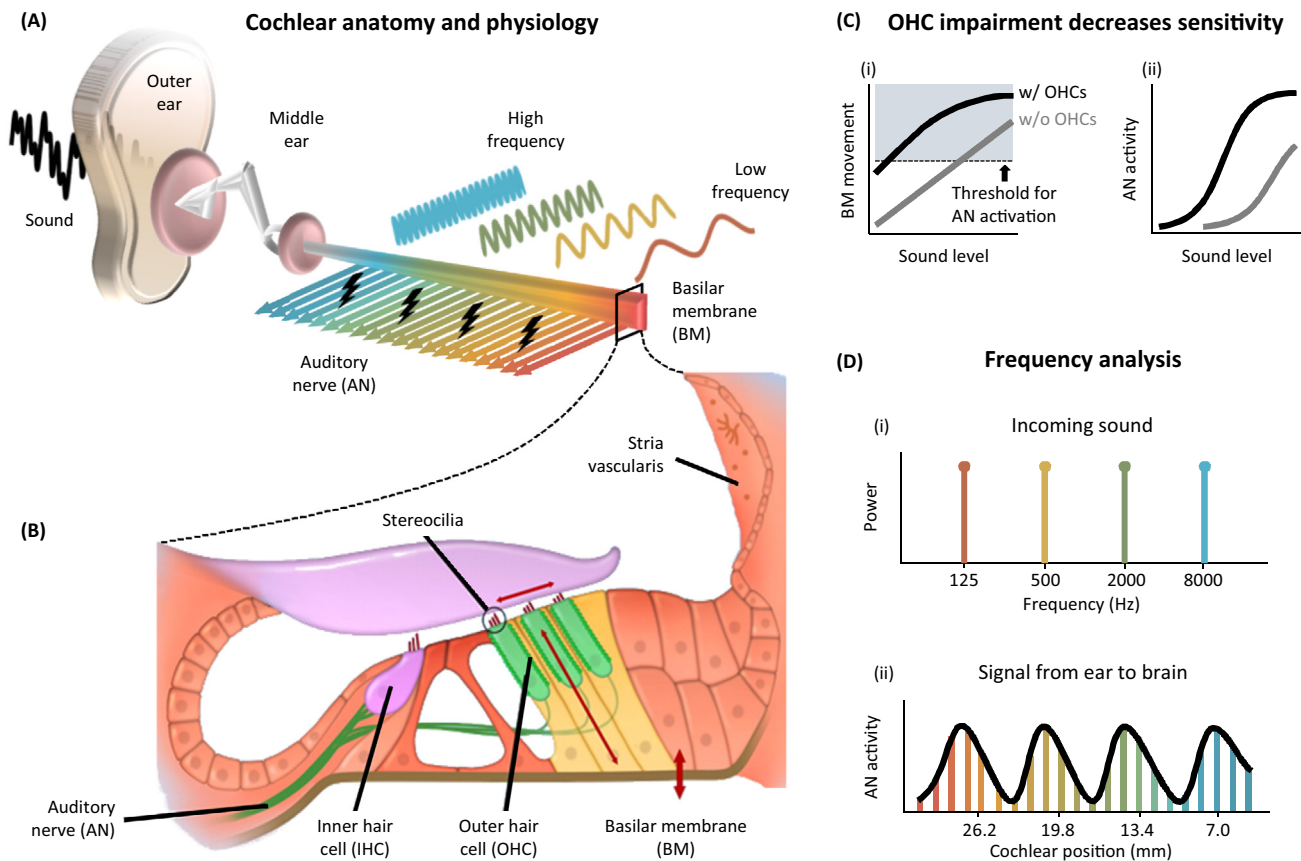 (A)
Cochlear anatomy and physiology
Outer
ear
Middle
ear
High
frequency
Low
frequency
Sound
Basilar
membrane
(BM)
Auditory
nerve (AN)
Stria
vascularis
(B)
Stereocilia
Auditory
nerve (AN)
Inner hair
cell (IHC)
Outer hair
cell (OHC)
Basilar membrane
(BM)
(C)
OHC impairment decreases sensitivity
(i)
BM movement
w/ OHCs
w/o OHCs
Threshold for
AN activation
Sound level
(ii)
AN activity
Sound level
(D)
Frequency analysis
(i)
Incoming sound
Power
125 500 2000 8000
Frequency (Hz)
(ii)
Signal from ear to brain
AN activity
26.2 19.8 13.4 7.0
Cochlear position (mm)